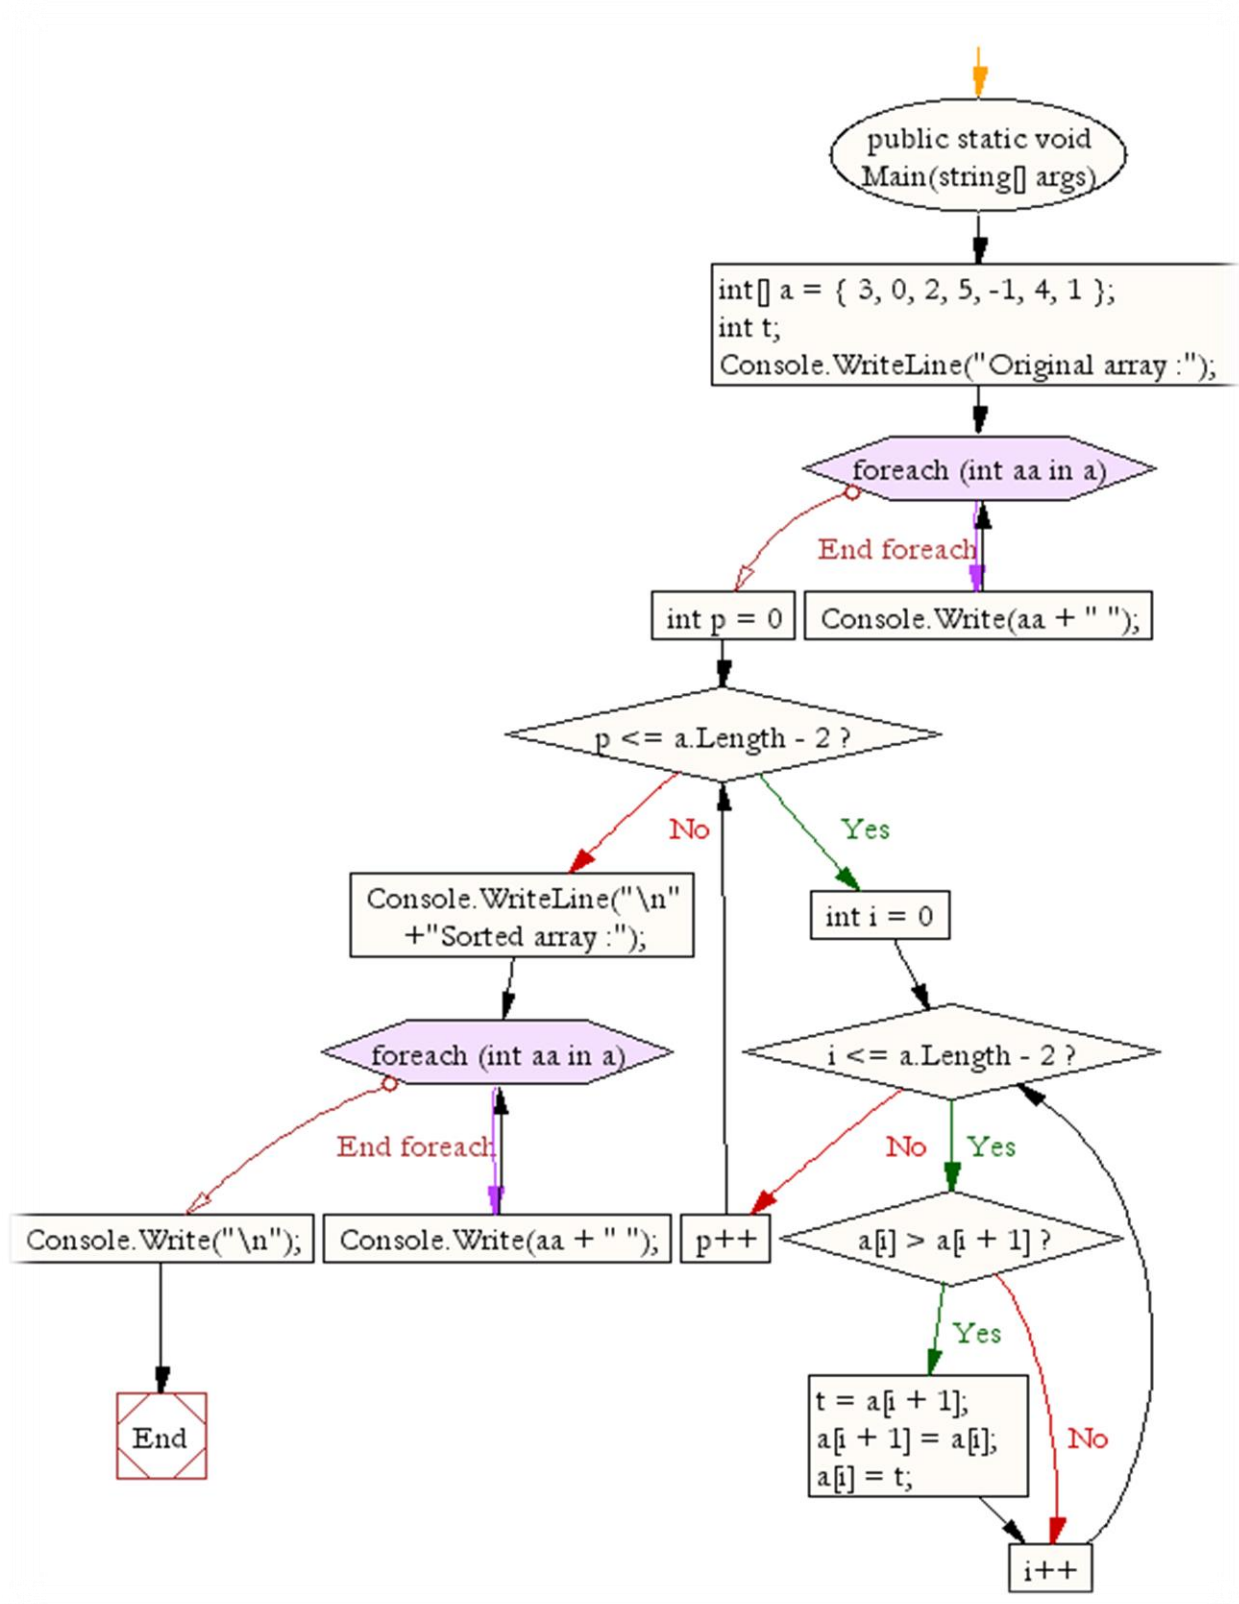 public static void
Main(string[] args)
int[] a = { 3, 0, 2, 5, -1, 4, 1 };
int t;
Console.WriteLine("Original array :");
foreach (int aa in a)
End foreach
int p = 0
Console.Write(aa + " ");
p <= a.Length - 2 ?
No
Yes
Console.WriteLine("\n"
+"Sorted array :");
int i = 0
foreach (int aa in a)
i <= a.Length - 2 ?
End foreach
No
Yes
Console.Write("\n");
Console.Write(aa + " ");
p++
a[i] > a[i + 1] ?
Yes
t = a[i + 1];
a[i + 1] = a[i];
a[i] = t;
No
End
i++